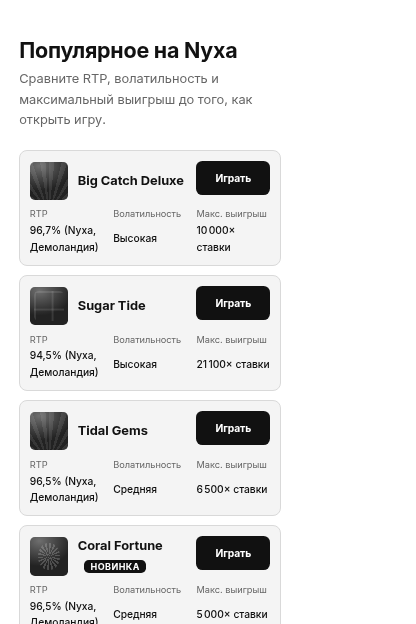 Популярное на Nyxa
Сравните RTP, волатильность и
максимальный выигрыш до того, как
открыть игру.
Big Catch Deluxe
Играть
RTP
Волатильность
Макс. выигрыш
96,7% (Nyxa,
Демоландия)
Высокая
10 000×
ставки
Sugar Tide
Играть
RTP
Волатильность
Макс. выигрыш
94,5% (Nyxa,
Демоландия)
Высокая
21 100× ставки
Tidal Gems
Играть
RTP
Волатильность
Макс. выигрыш
96,5% (Nyxa,
Демоландия)
Средняя
6 500× ставки
Coral Fortune
НОВИНКА
Играть
RTP
Волатильность
Макс. выигрыш
96,5% (Nyxa,
Демоландия)
Средняя
5 000× ставки